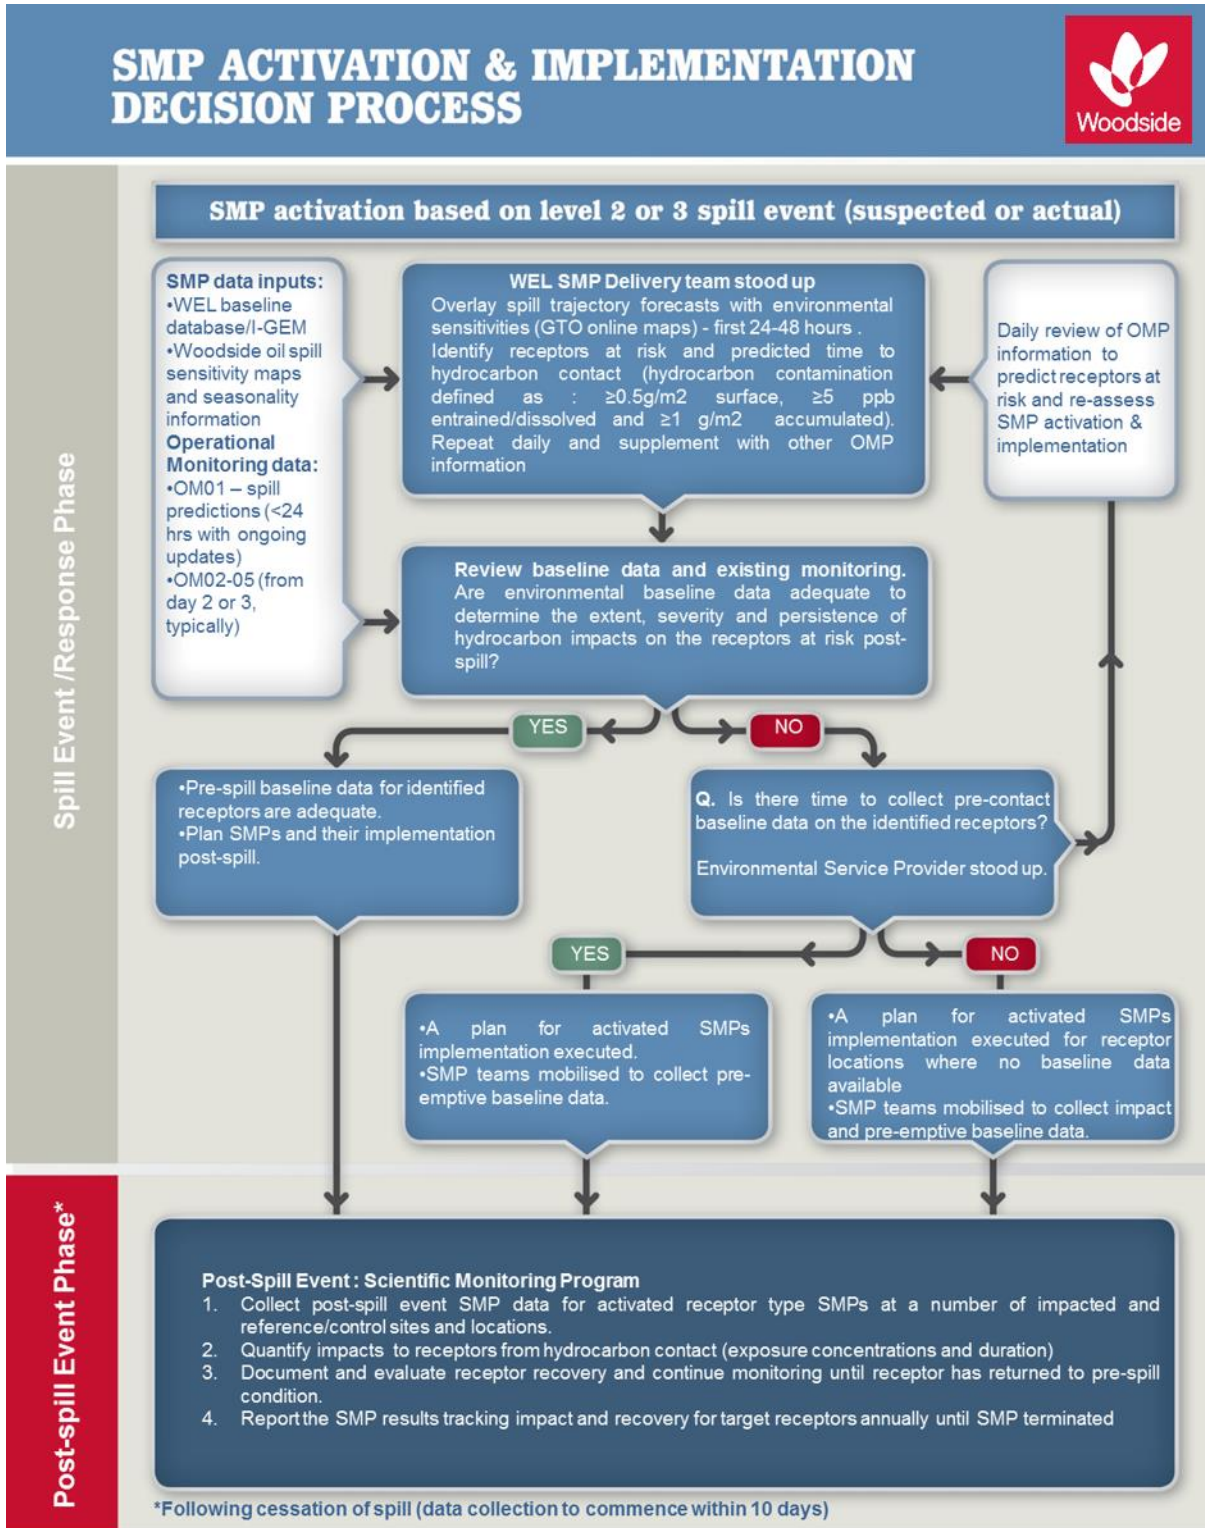 SMP ACTIVATION & IMPLEMENTATION
DECISION PROCESS
Woodside
SMP activation based on level 2 or 3 spill event (suspected or actual)
Spill Event /Response Phase
SMP data inputs:
•WEL baseline
database/I-GEM
•Woodside oil spill
sensitivity maps
and seasonality
information
Operational
Monitoring data:
•OM01 – spill
predictions (<24
hrs with ongoing
updates)
•OM02-05 (from
day 2 or 3,
typically)
WEL SMP Delivery team stood up
Overlay spill trajectory forecasts with environmental
sensitivities (GTO online maps) - first 24-48 hours .
Identify receptors at risk and predicted time to
hydrocarbon contact (hydrocarbon contamination
defined as : ≥0.5g/m2 surface, ≥5 ppb
entrained/dissolved and ≥1 g/m2 accumulated).
Repeat daily and supplement with other OMP
information
Daily review of OMP
information to
predict receptors at
risk and re-assess
SMP activation &
implementation
Review baseline data and existing monitoring.
Are environmental baseline data adequate to
determine the extent, severity and persistence of
hydrocarbon impacts on the receptors at risk post-
spill?
YES
NO
•Pre-spill baseline data for identified
receptors are adequate.
•Plan SMPs and their implementation
post-spill.
Q. Is there time to collect pre-contact
baseline data on the identified receptors?
Environmental Service Provider stood up.
YES
NO
•A plan for activated SMPs
implementation executed.
•SMP teams mobilised to collect pre-
emptive baseline data.
•A plan for activated SMPs
implementation executed for receptor
locations where no baseline data
available
•SMP teams mobilised to collect impact
and pre-emptive baseline data.
Post-spill Event Phase*
Post-Spill Event : Scientific Monitoring Program
1. Collect post-spill event SMP data for activated receptor type SMPs at a number of impacted and
reference/control sites and locations.
2. Quantify impacts to receptors from hydrocarbon contact (exposure concentrations and duration)
3. Document and evaluate receptor recovery and continue monitoring until receptor has returned to pre-spill
condition.
4. Report the SMP results tracking impact and recovery for target receptors annually until SMP terminated
*Following cessation of spill (data collection to commence within 10 days)